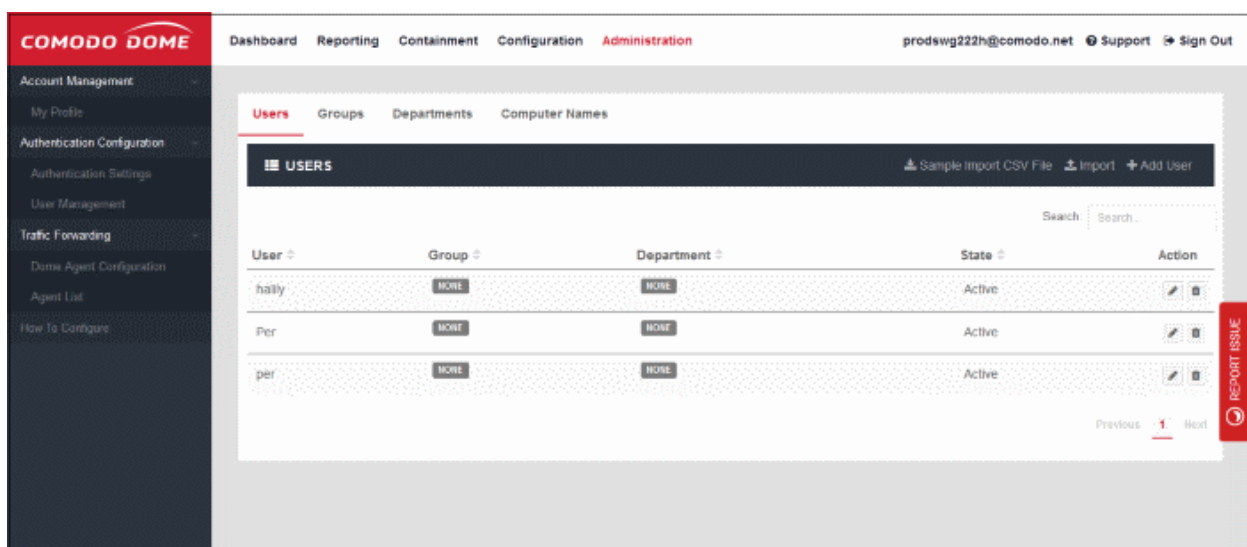 COMODO DOME
Dashboard Reporting Containment Configuration Administration prodswg222h@comodo.net Support Sign Out
Account Management
My Profile
Authentication Configuration
Authentication Settings
User Management
Traffic Forwarding
Dome Agent Configuration
Agent List
How To Configure
Users Groups Departments Computer Names
USERS Sample Import CSV File Import Add User
Search: Search...
User Group Department State Action
hally NONE NONE Active
Per NONE NONE Active
per NONE NONE Active
Previous 1 Next
REPORT ISSUE